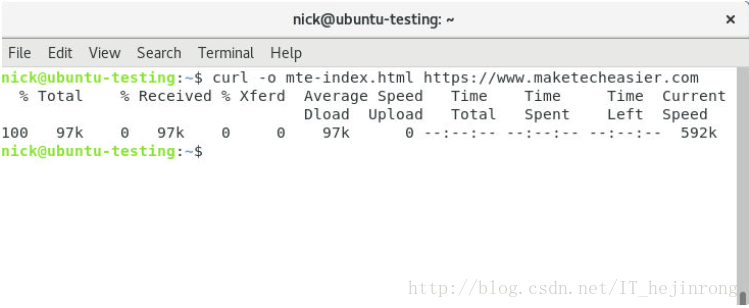 nick@ubuntu-testing: ~ ×
File Edit View Search Terminal Help
nick@ubuntu-testing:~$ curl -o mte-index.html https://www.maketecheasier.com
% Total % Received % Xferd Average Speed Time Time Time Current
Dload Upload Total Spent Left Speed
100 97k 0 97k 0 0 97k 0 --:--:-- --:--:-- --:--:-- 592k
nick@ubuntu-testing:~$
http://blog.csdn.net/IT_hejinrong